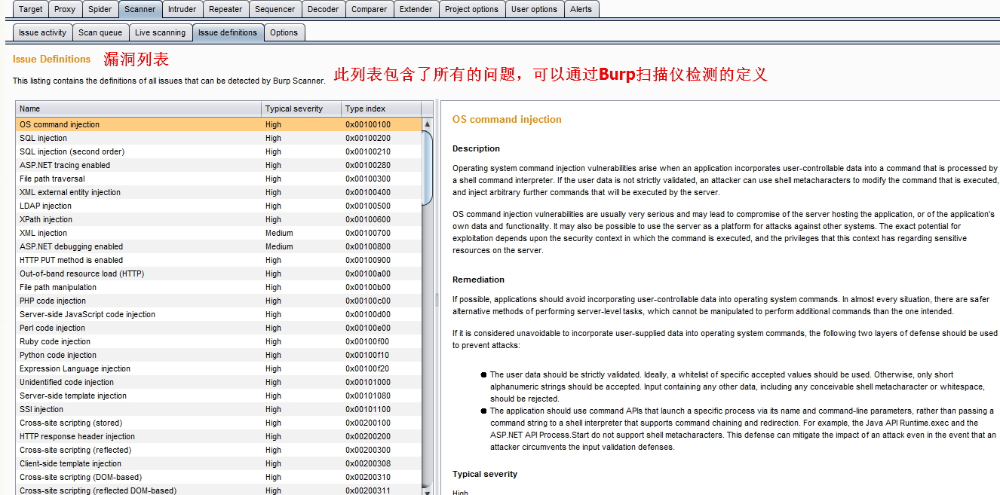 Target Proxy Spider Scanner Intruder Repeater Sequencer Decoder Comparer Extender Project options User options Alerts
Issue activity Scan queue Live scanning Issue definitions Options
Issue Definitions 漏洞列表
This listing contains the definitions of all issues that can be detected by Burp Scanner. 此列表包含了所有的问题，可以通过Burp扫描仪检测的定义
Name Typical severity Type index
OS command injection High 0x00100100
SQL injection High 0x00100200
SQL injection (second order) High 0x00100210
ASP.NET tracing enabled High 0x00100280
File path traversal High 0x00100300
XML external entity injection High 0x00100400
LDAP injection High 0x00100500
XPath injection High 0x00100600
XML injection Medium 0x00100700
ASP.NET debugging enabled Medium 0x00100800
HTTP PUT method is enabled High 0x00100900
Out-of-band resource load (HTTP) High 0x00100a00
File path manipulation High 0x00100b00
PHP code injection High 0x00100c00
Server-side JavaScript code injection High 0x00100d00
Perl code injection High 0x00100e00
Ruby code injection High 0x00100f00
Python code injection High 0x00100f10
Expression Language injection High 0x00100f20
Unidentified code injection High 0x00101000
Server-side template injection High 0x00101080
SSI injection High 0x00101100
Cross-site scripting (stored) High 0x00200100
HTTP response header injection High 0x00200200
Cross-site scripting (reflected) High 0x00200300
Client-side template injection High 0x00200308
Cross-site scripting (DOM-based) High 0x00200310
Cross-site scripting (reflected DOM-based) High 0x00200311
OS command injection
Description
Operating system command injection vulnerabilities arise when an application incorporates user-controllable data into a command that is processed by
a shell command interpreter. If the user data is not strictly validated, an attacker can use shell metacharacters to modify the command that is executed,
and inject arbitrary further commands that will be executed by the server.
OS command injection vulnerabilities are usually very serious and may lead to compromise of the server hosting the application, or of the application's
own data and functionality. It may also be possible to use the server as a platform for attacks against other systems. The exact potential for
exploitation depends upon the security context in which the command is executed, and the privileges that this context has regarding sensitive
resources on the server.
Remediation
If possible, applications should avoid incorporating user-controllable data into operating system commands. In almost every situation, there are safer
alternative methods of performing server-level tasks, which cannot be manipulated to perform additional commands than the one intended.
If it is considered unavoidable to incorporate user-supplied data into operating system commands, the following two layers of defense should be used
to prevent attacks:
● The user data should be strictly validated. Ideally, a whitelist of specific accepted values should be used. Otherwise, only short
alphanumeric strings should be accepted. Input containing any other data, including any conceivable shell metacharacter or whitespace,
should be rejected.
● The application should use command APIs that launch a specific process via its name and command-line parameters, rather than passing a
command string to a shell interpreter that supports command chaining and redirection. For example, the Java API Runtime.exec and the
ASP.NET API Process.Start do not support shell metacharacters. This defense can mitigate the impact of an attack even in the event that an
attacker circumvents the input validation defenses.
Typical severity
High